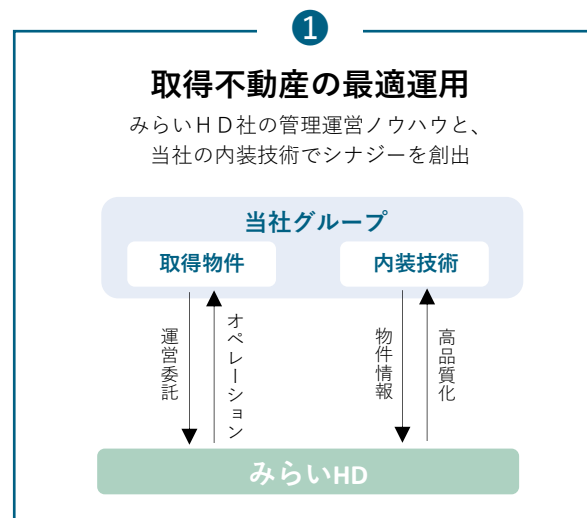 1
取得不動産の最適運用
みらいHD社の管理運営ノウハウと、
当社の内装技術でシナジーを創出
当社グループ
取得物件
内装技術
運営委託
オペレーション
物件情報
高品質化
みらいHD